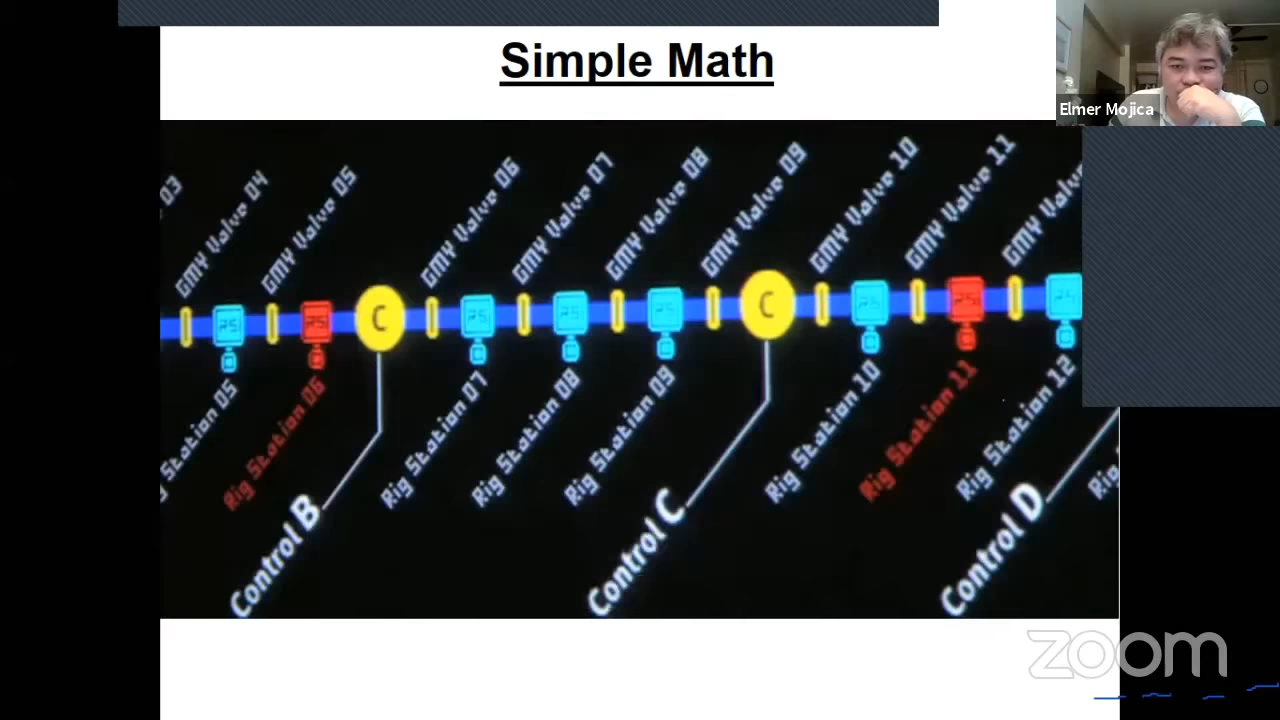 Simple Math
Elmer Mojica
03
GMY Valve 04
GMY Valve 05
GMY Valve 06
GMY Valve 07
GMY Valve 08
GMY Valve 09
GMY Valve 10
GMY Valve 11
GMY Valve
C
C
Station 05
Rig Station 06
Rig Station 07
Rig Station 08
Rig Station 09
Rig Station 10
Rig Station 11
Rig Station 12
Rig
Control B
Control C
Control D
zoom